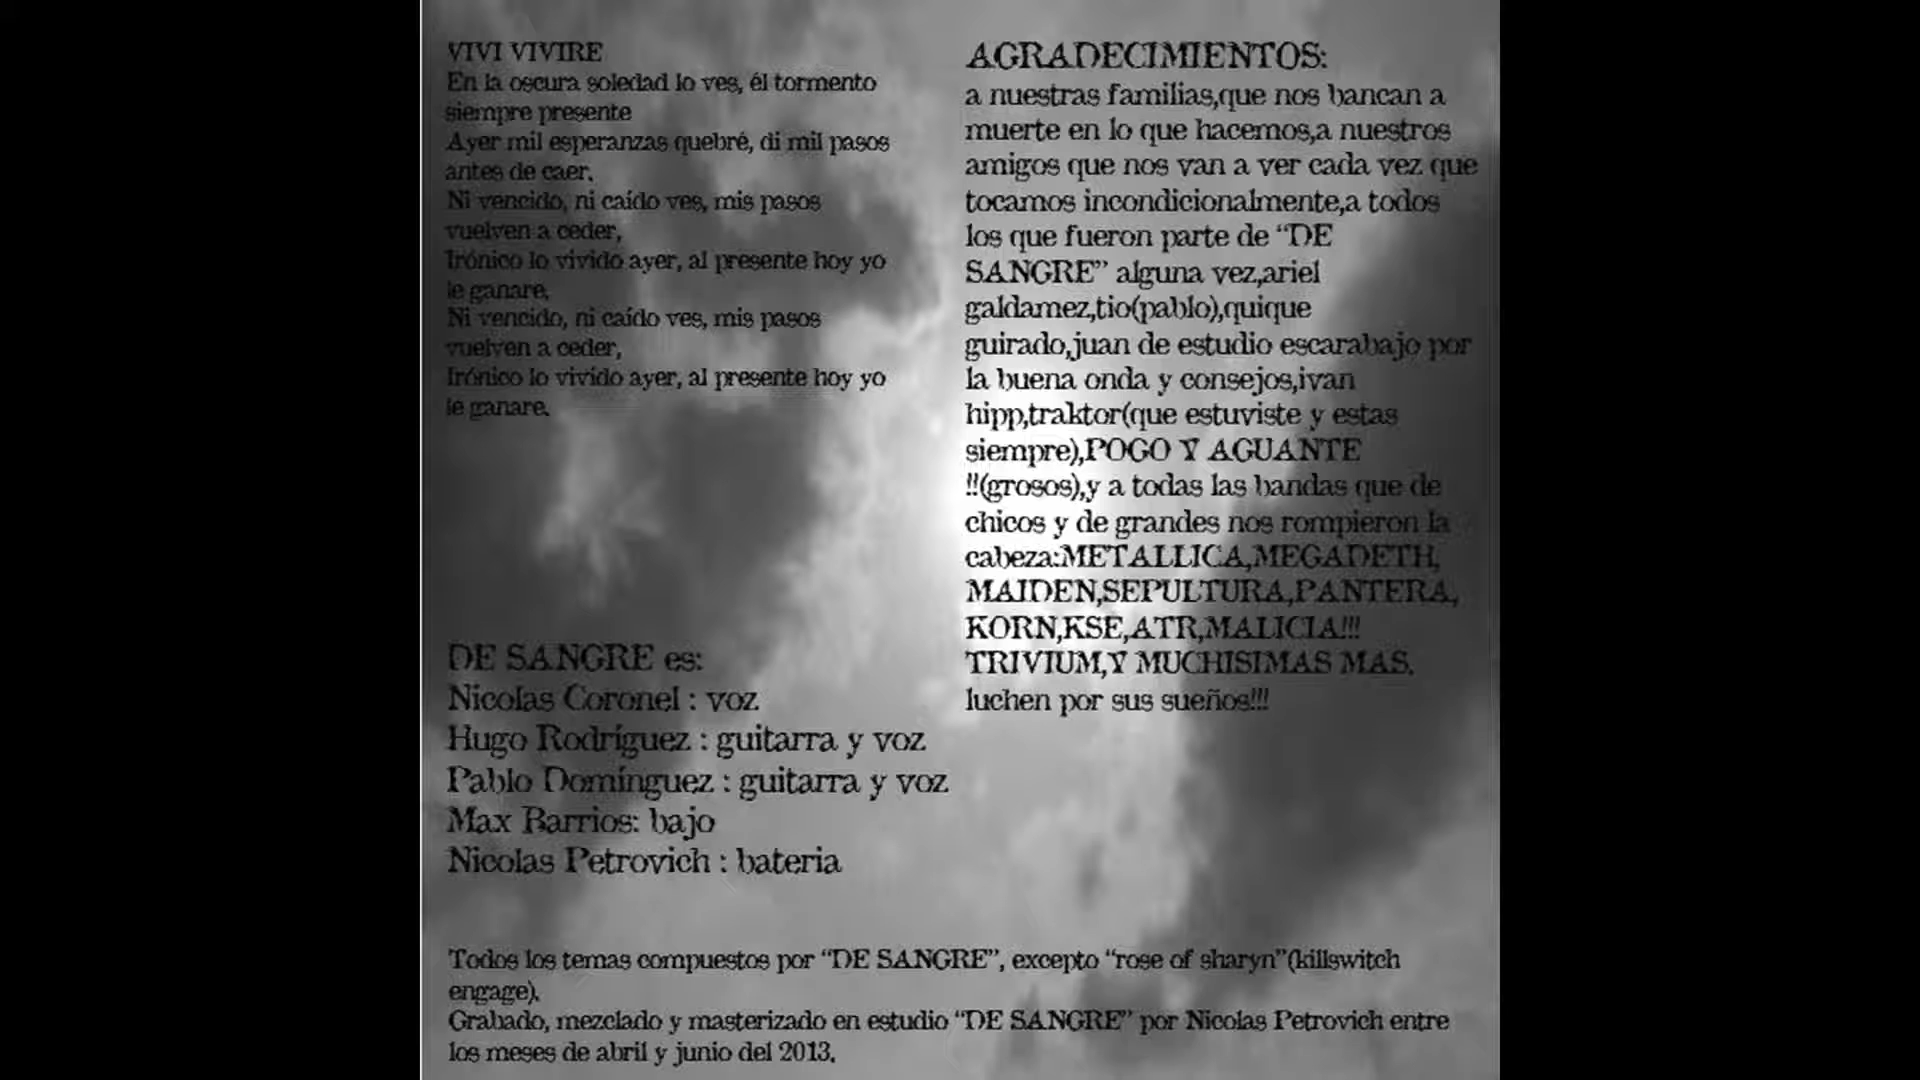 VIVI VIVIRE
En la oscura soledad lo ves, él tormento
siempre presente
Ayer mil esperanzas quebré, di mil pasos
antes de caer.
Ni vencido, ni caído ves, mis pasos
vuelven a ceder,
Irónico lo vivido ayer, al presente hoy yo
le ganare.
Ni vencido, ni caído ves, mis pasos
vuelven a ceder,
Irónico lo vivido ayer, al presente hoy yo
le ganare.
DE SANGRE es:
Nicolas Coronel : voz
Hugo Rodríguez : guitarra y voz
Pablo Domínguez : guitarra y voz
Max Barrios: bajo
Nicolas Petrovich : bateria
AGRADECIMIENTOS:
a nuestras familias,que nos bancan a
muerte en lo que hacemos,a nuestros
amigos que nos van a ver cada vez que
tocamos incondicionalmente,a todos
los que fueron parte de “DE
SANGRE” alguna vez,ariel
galdamez,tio(pablo),quique
guirado,juan de estudio escarabajo por
la buena onda y consejos,ivan
hipp,traktor(que estuviste y estas
siempre),POGO Y AGUANTE
!!(grosos),y a todas las bandas que de
chicos y de grandes nos rompieron la
cabeza:METALLICA,MEGADETH,
MAIDEN,SEPULTURA,PANTERA,
KORN,KSE,ATR,MALICIA!!!
TRIVIUM,Y MUCHISIMAS MAS.
luchen por sus sueños!!!
Todos los temas compuestos por “DE SANGRE”, excepto “rose of sharyn”(killswitch
engage).
Grabado, mezclado y masterizado en estudio “DE SANGRE” por Nicolas Petrovich entre
los meses de abril y junio del 2013.